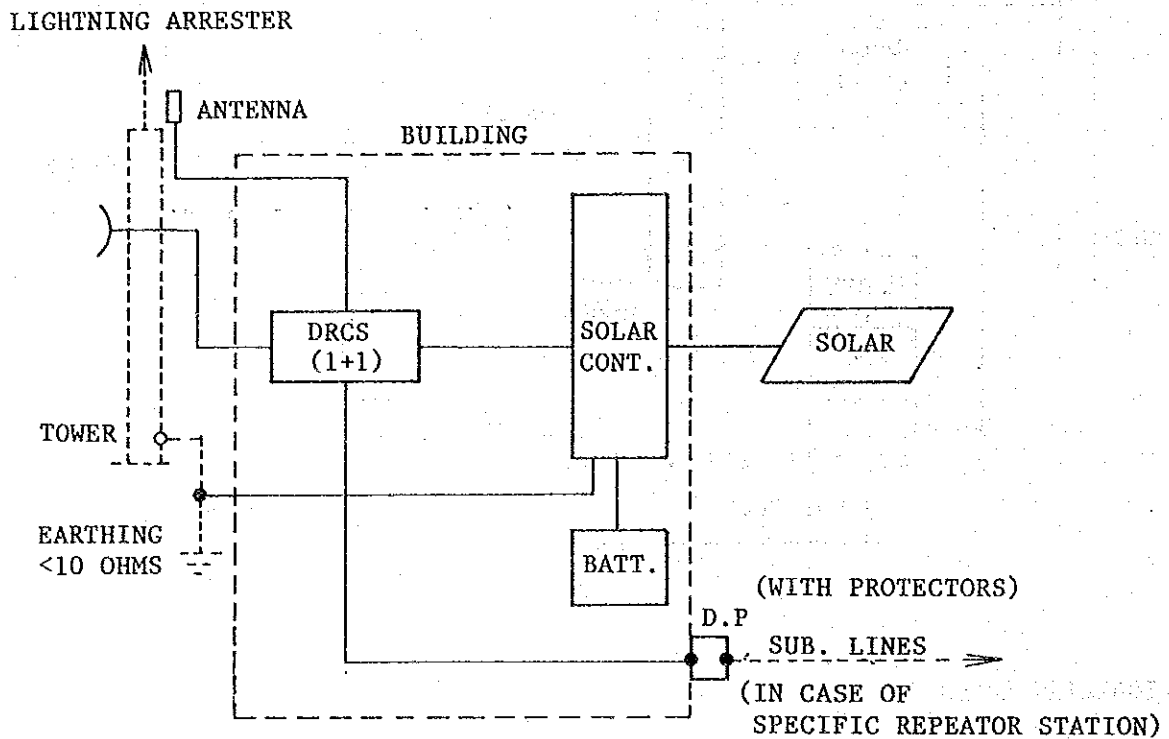 LIGHTNING ARRESTER
ANTENNA
BUILDING
DRCS
(1+1)
SOLAR
CONT.
SOLAR
TOWER
EARTHING
<10 OHMS
BATT.
(WITH PROTECTORS)
D.P
SUB. LINES
(IN CASE OF
SPECIFIC REPEATOR STATION)